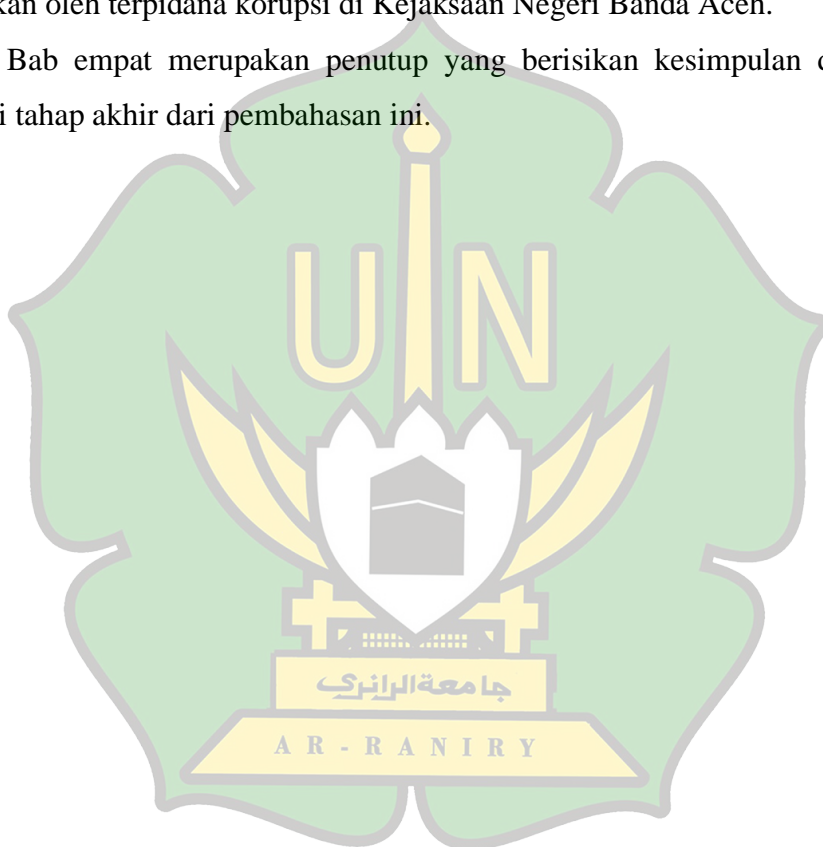 kan oleh terpidana korupsi di Kejaksaan Negeri Banda Aceh.
Bab empat merupakan penutup yang berisikan kesimpulan
i tahap akhir dari pembahasan ini.
UIN
جامعة الرانري
AR-RANIRY